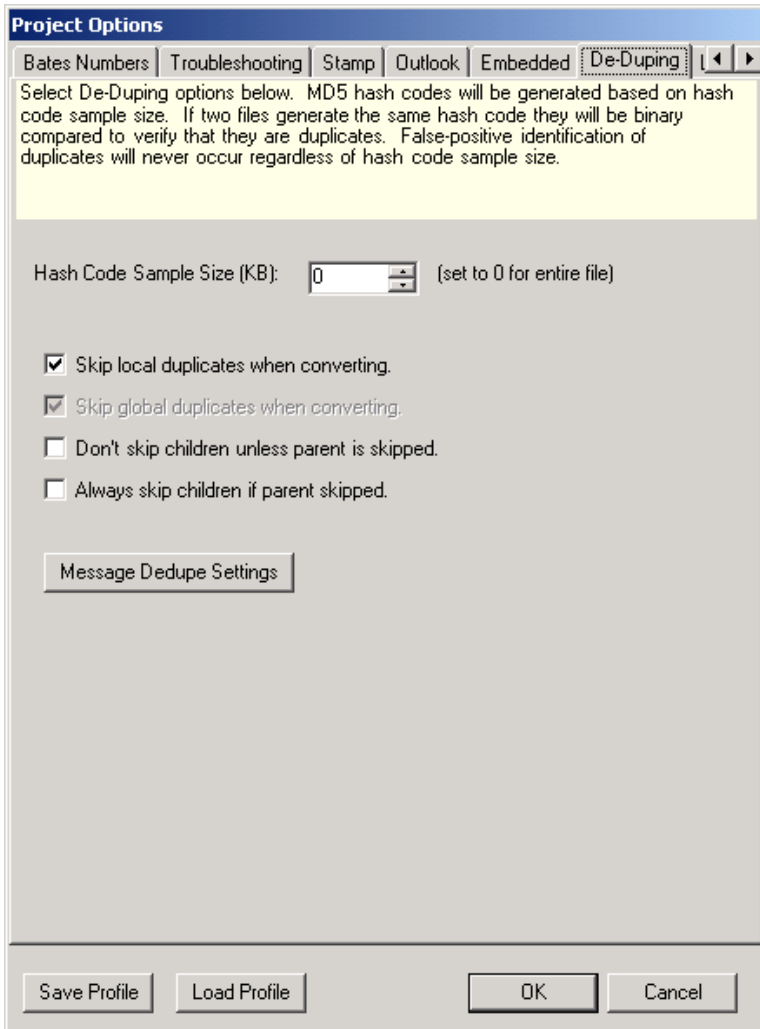 Project Options
Bates Numbers Troubleshooting Stamp Outlook Embedded De-Duping
Select De-Duping options below. MD5 hash codes will be generated based on hash
code sample size. If two files generate the same hash code they will be binary
compared to verify that they are duplicates. False-positive identification of
duplicates will never occur regardless of hash code sample size.
Hash Code Sample Size (KB): 0 (set to 0 for entire file)
Skip local duplicates when converting.
Skip global duplicates when converting.
Don't skip children unless parent is skipped.
Always skip children if parent skipped.
Message Dedupe Settings
Save Profile Load Profile OK Cancel